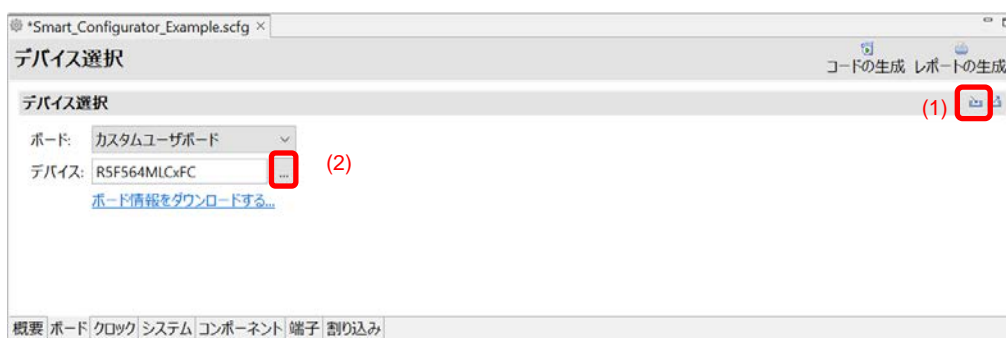 *Smart_Configurator_Example.scfg
デバイス選択
コードの生成 レポートの生成
デバイス選択
(1)
ボード: カスタムユーザボード
デバイス: R5F564MLCxFC ... (2)
ボード情報をダウンロードする...
概要 ボード クロック システム コンポーネント 端子 割り込み